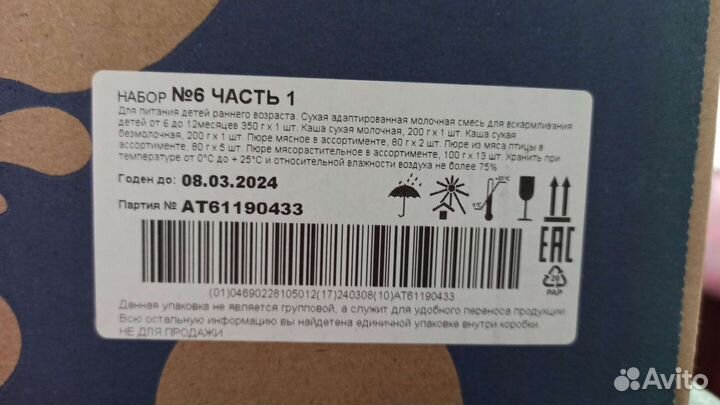 НАБОР №6 ЧАСТЬ 1
Для питания детей раннего возраста. Сухая адаптированная молочная смесь для вскармливания
детей от 6 до 12месяцев 350 г х 1 шт. Каша сухая молочная, 200 г х 1 шт. Каша сухая
безмолочная, 200 г х 1 шт. Пюре мясное в ассортименте, 80 г х 2 шт. Пюре из мяса птицы в
ассортименте, 80 г х 5 шт. Пюре мясорастительное в ассортименте, 100 г х 13 шт. Хранить при
температуре от 0°С до + 25°С и относительности воздуха не более 75%
Годен до: 08.03.2024
Партия № АТ61190433
EAC
20
PAP
(01)04690228105012(17)240308(10)АТ61190433
Данная упаковка не является групповой, а служит для удобного переноса продукции
Всю остальную информацию вы найдетена единичной упаковке внутри коробки.
НЕ ДЛЯ ПРОДАЖИ
Avito